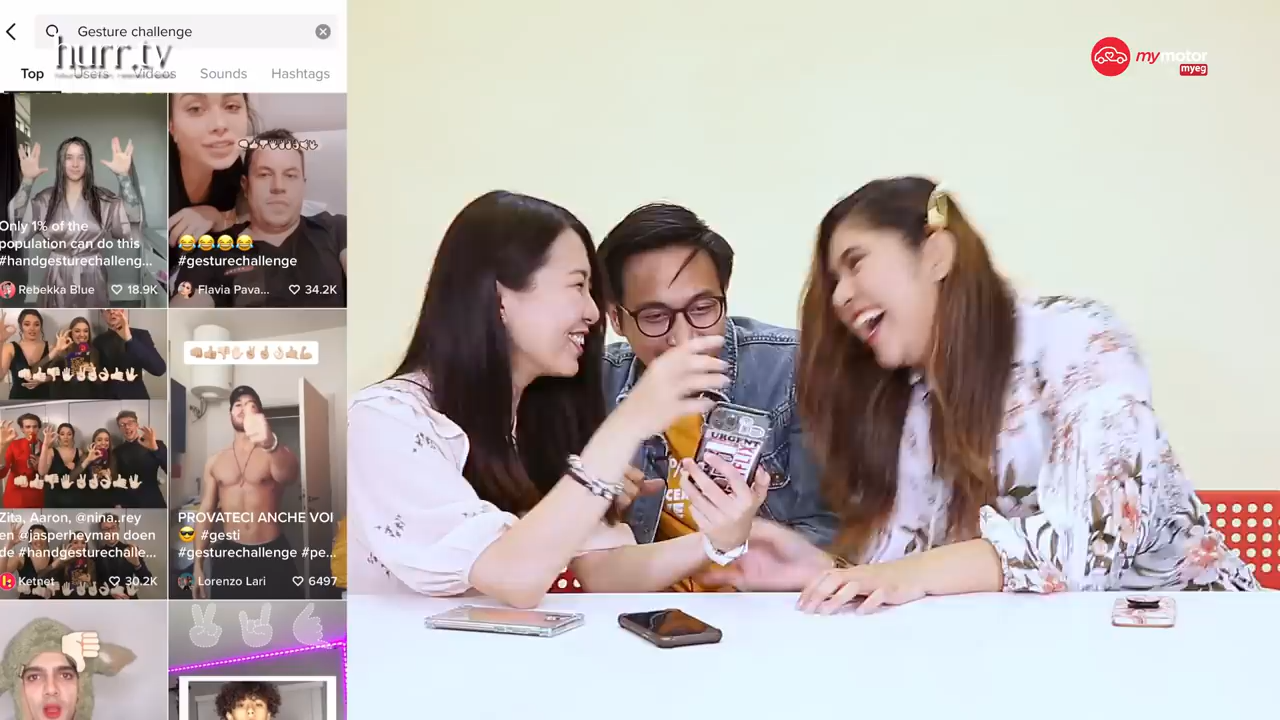 Gesture challenge
hurr.tv
Top
Users
Videos
Sounds
Hashtags
mymotor
myeg
Only 1% of the
population can do this
#handgesturechalleng...
Rebekka Blue
18.9K
😂😂😂😂
#gesturechallenge
Flavia Pava...
34.2K
Zita, Aaron, @nina..rey
en @jasperheyman doen
de #handgesturechalle...
Ketnet
30.2K
PROVATECI ANCHE VOI
😎 #gesti
#gesturechallenge #pe...
Lorenzo Lari
6497
URGENT